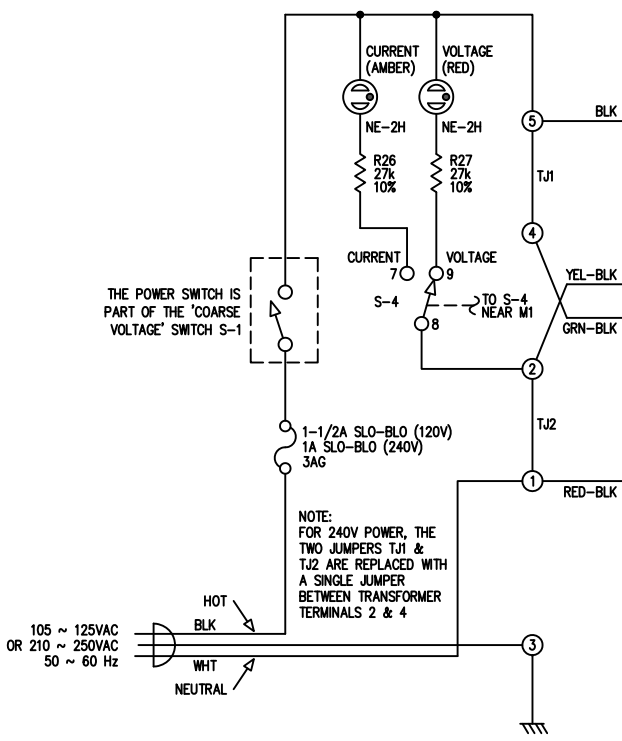 CURRENT
(AMBER)
VOLTAGE
(RED)
NE-2H
NE-2H
R26
27k
10%
R27
27k
10%
5
BLK
TJ1
4
CURRENT
7
VOLTAGE
9
S-4
TO S-4
NEAR M1
8
YEL-BLK
GRN-BLK
THE POWER SWITCH IS
PART OF THE 'COARSE
VOLTAGE' SWITCH S-1
2
TJ2
1-1/2A SLO-BLO (120V)
1A SLO-BLO (240V)
3AG
1
RED-BLK
NOTE:
FOR 240V POWER, THE
TWO JUMPERS TJ1 &
TJ2 ARE REPLACED WITH
A SINGLE JUMPER
BETWEEN TRANSFORMER
TERMINALS 2 & 4
HOT
BLK
105 ~ 125VAC
OR 210 ~ 250VAC
50 ~ 60 Hz
WHT
NEUTRAL
3